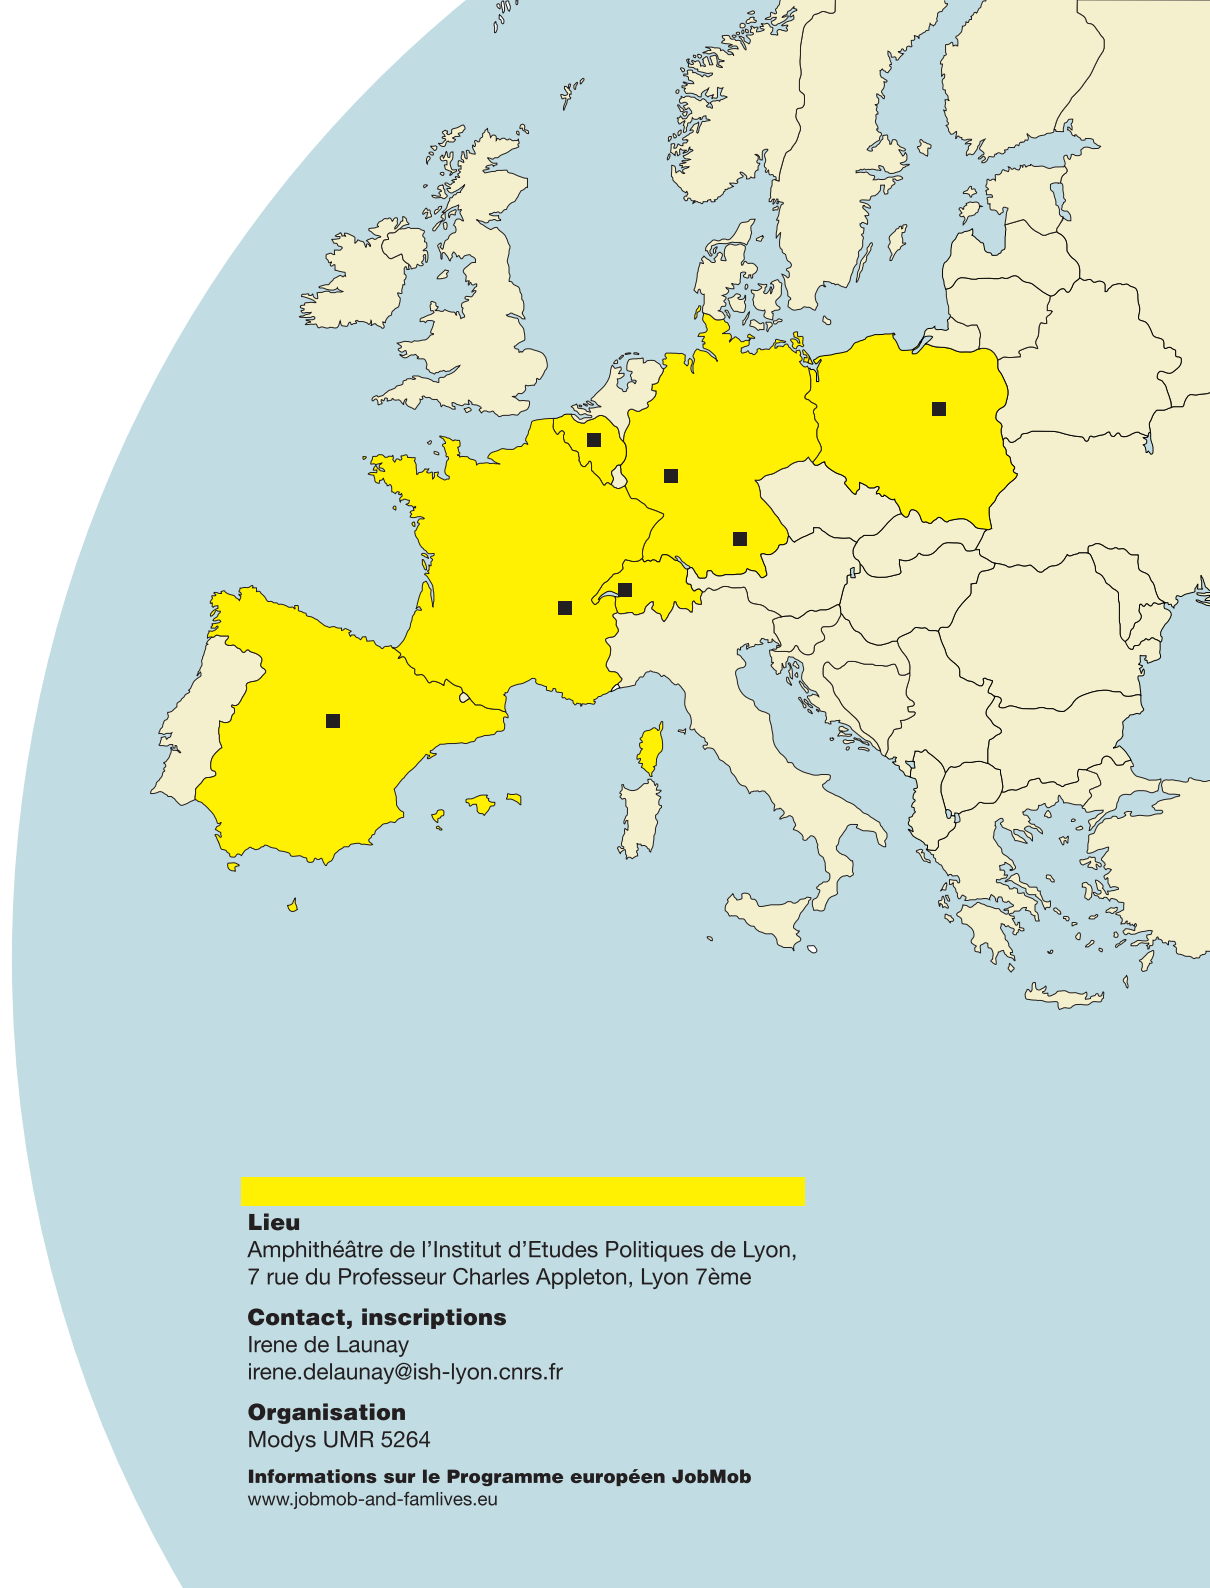 Lieu
Amphithéâtre de l’Institut d’Etudes Politiques de Lyon,
7 rue du Professeur Charles Appleton, Lyon 7ème
Contact, inscriptions
Irene de Launay
irene.delaunay@ish-lyon.cnrs.fr
Organisation
Modys UMR 5264
Informations sur le Programme européen JobMob
www.jobmob-and-famlives.eu